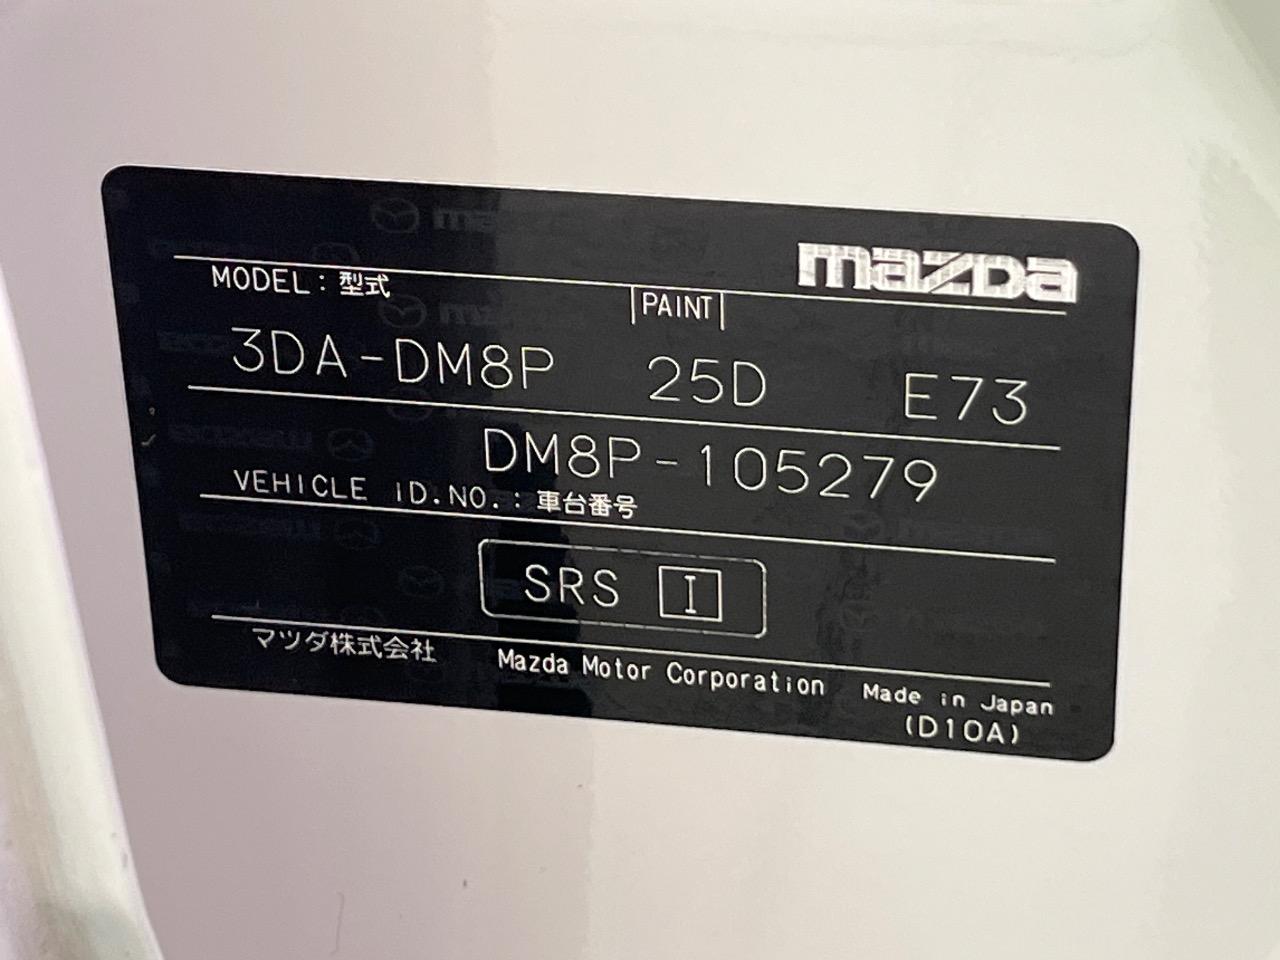 mazda
MODEL：型式
PAINT
3DA-DM8P 25D E73
DM8P-105279
VEHICLE ID.NO.：車台番号
SRS I
マツダ株式会社 Mazda Motor Corporation Made in Japan
(D10A)